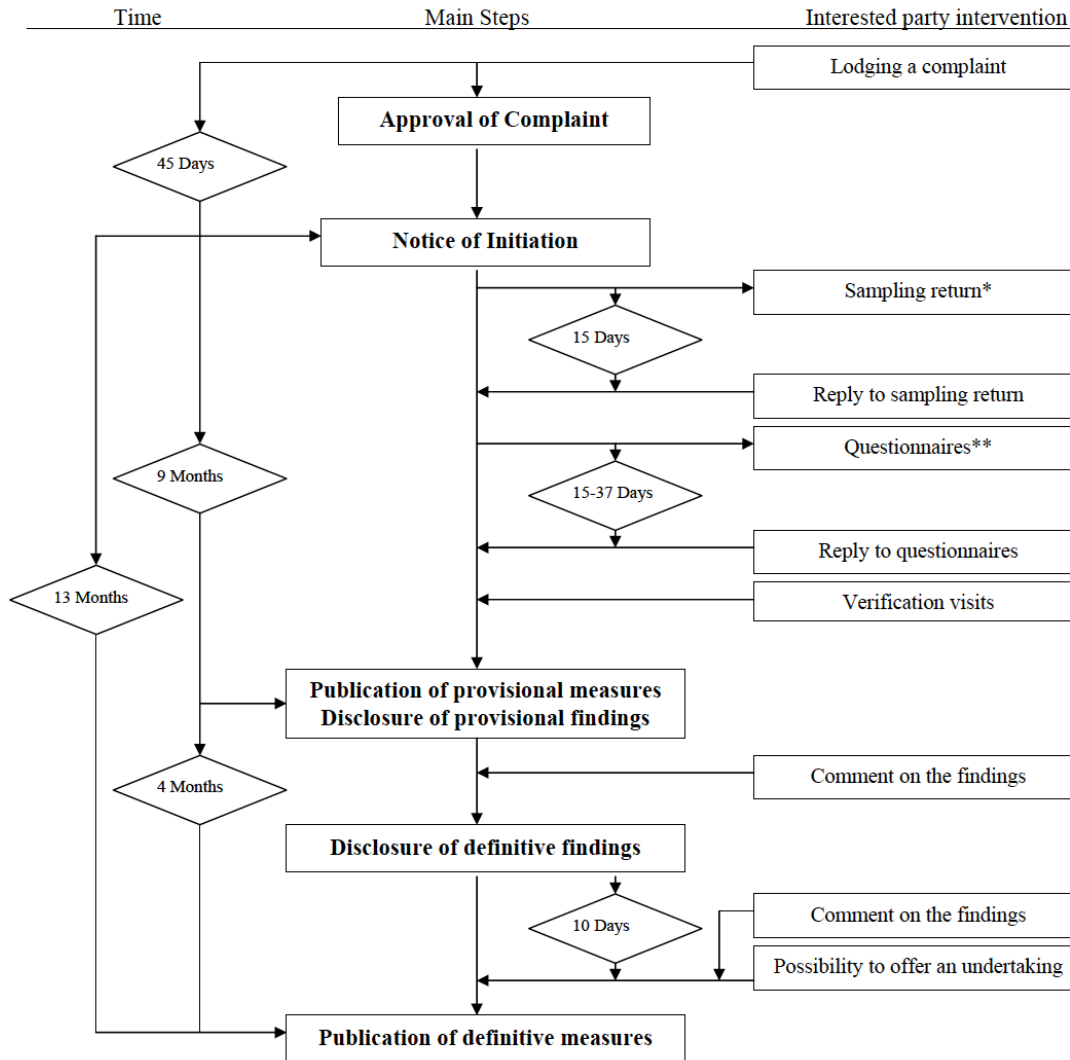 Time
Main Steps
Interested party intervention
Lodging a complaint
Approval of Complaint
45 Days
Notice of Initiation
Sampling return*
15 Days
Reply to sampling return
Questionnaires**
9 Months
15-37 Days
Reply to questionnaires
13 Months
Verification visits
Publication of provisional measures
Disclosure of provisional findings
4 Months
Comment on the findings
Disclosure of definitive findings
10 Days
Comment on the findings
Possibility to offer an undertaking
Publication of definitive measures